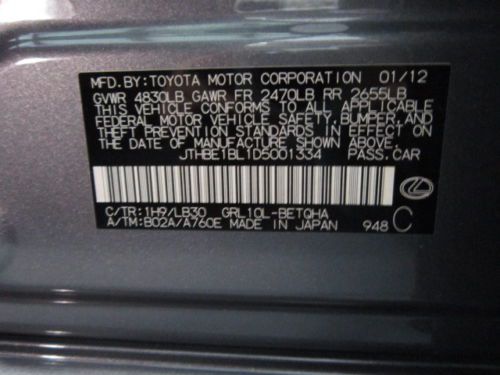 MFD.BY:TOYOTA MOTOR CORPORATION 01/12
GVWR 4830LB GAWR FR 2470LB RR 2655LB
THIS VEHICLE CONFORMS TO ALL APPLICABLE
FEDERAL MOTOR VEHICLE SAFETY,BUMPER,AND
THEFT PREVENTION STANDARDS IN EFFECT ON
THE DATE OF MANUFACTURE SHOWN ABOVE.
JTHBE1BL1D5001334 PASS.CAR
C/TR:1H9/LB30 GRL10L-BETQHA
A/TM:B02A/A760E MADE IN JAPAN 948 C